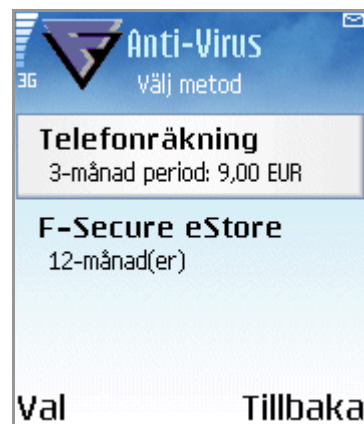 Anti-Virus
3G
Välj metod
Telefonräkning
3-månad period: 9,00 EUR
F-Secure eStore
12-månad(er)
Val Tillbaka